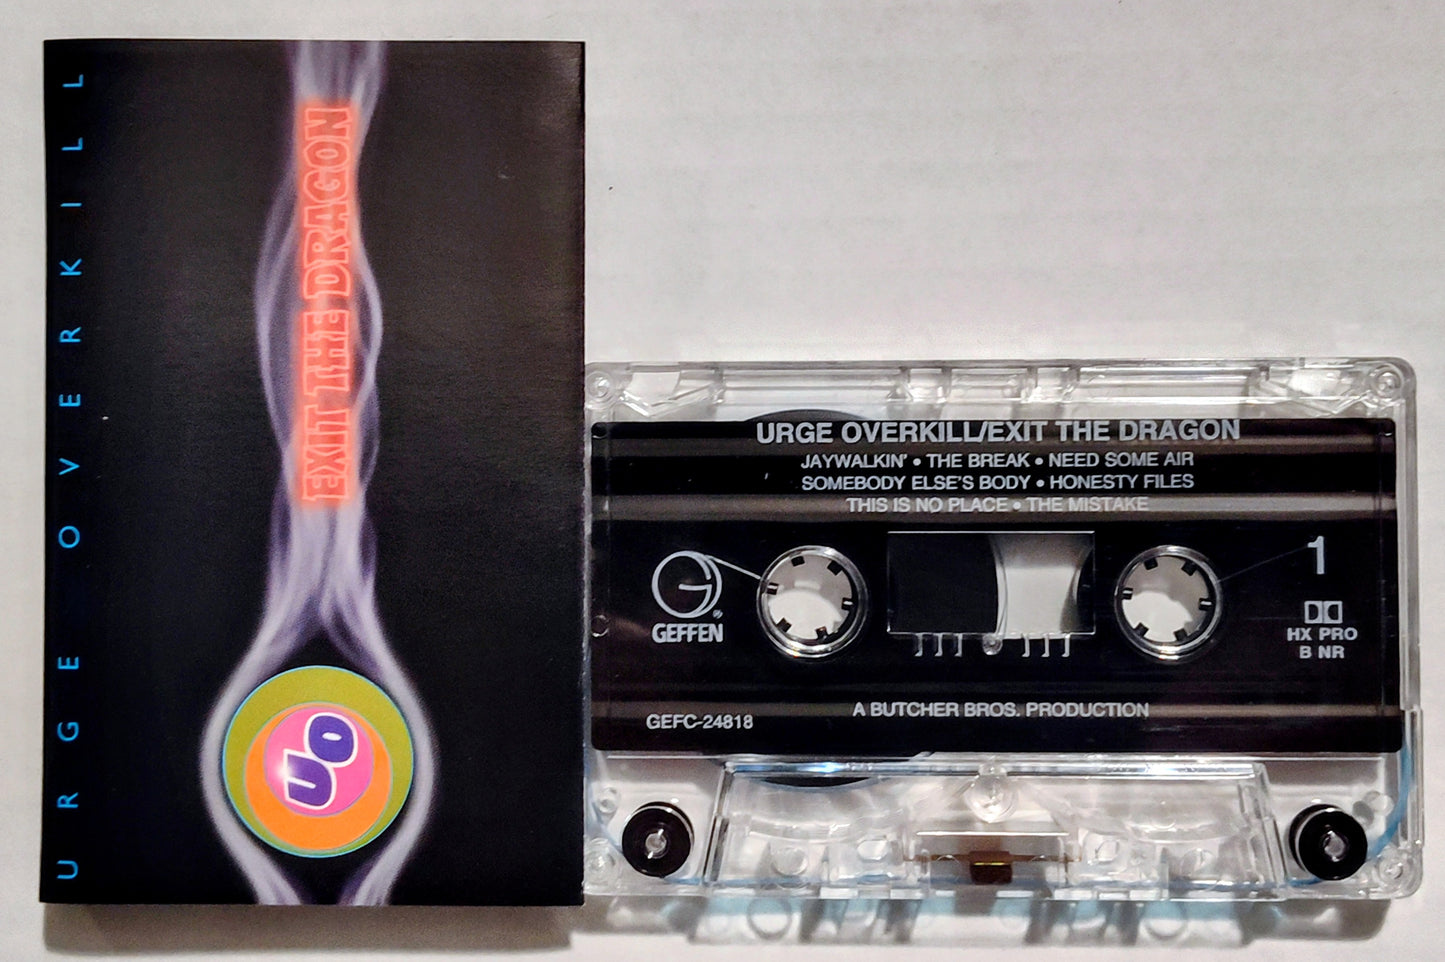 URGE OVERKILL
EXIT THE DRAGON
UO
URGE OVERKILL/EXIT THE DRAGON
JAYWALKIN' • THE BREAK • NEED SOME AIR
SOMEBODY ELSE'S BODY • HONESTY FILES
THIS IS NO PLACE • THE MISTAKE
G
®
GEFFEN
1
HX PRO
B NR
GEFC-24818
A BUTCHER BROS. PRODUCTION